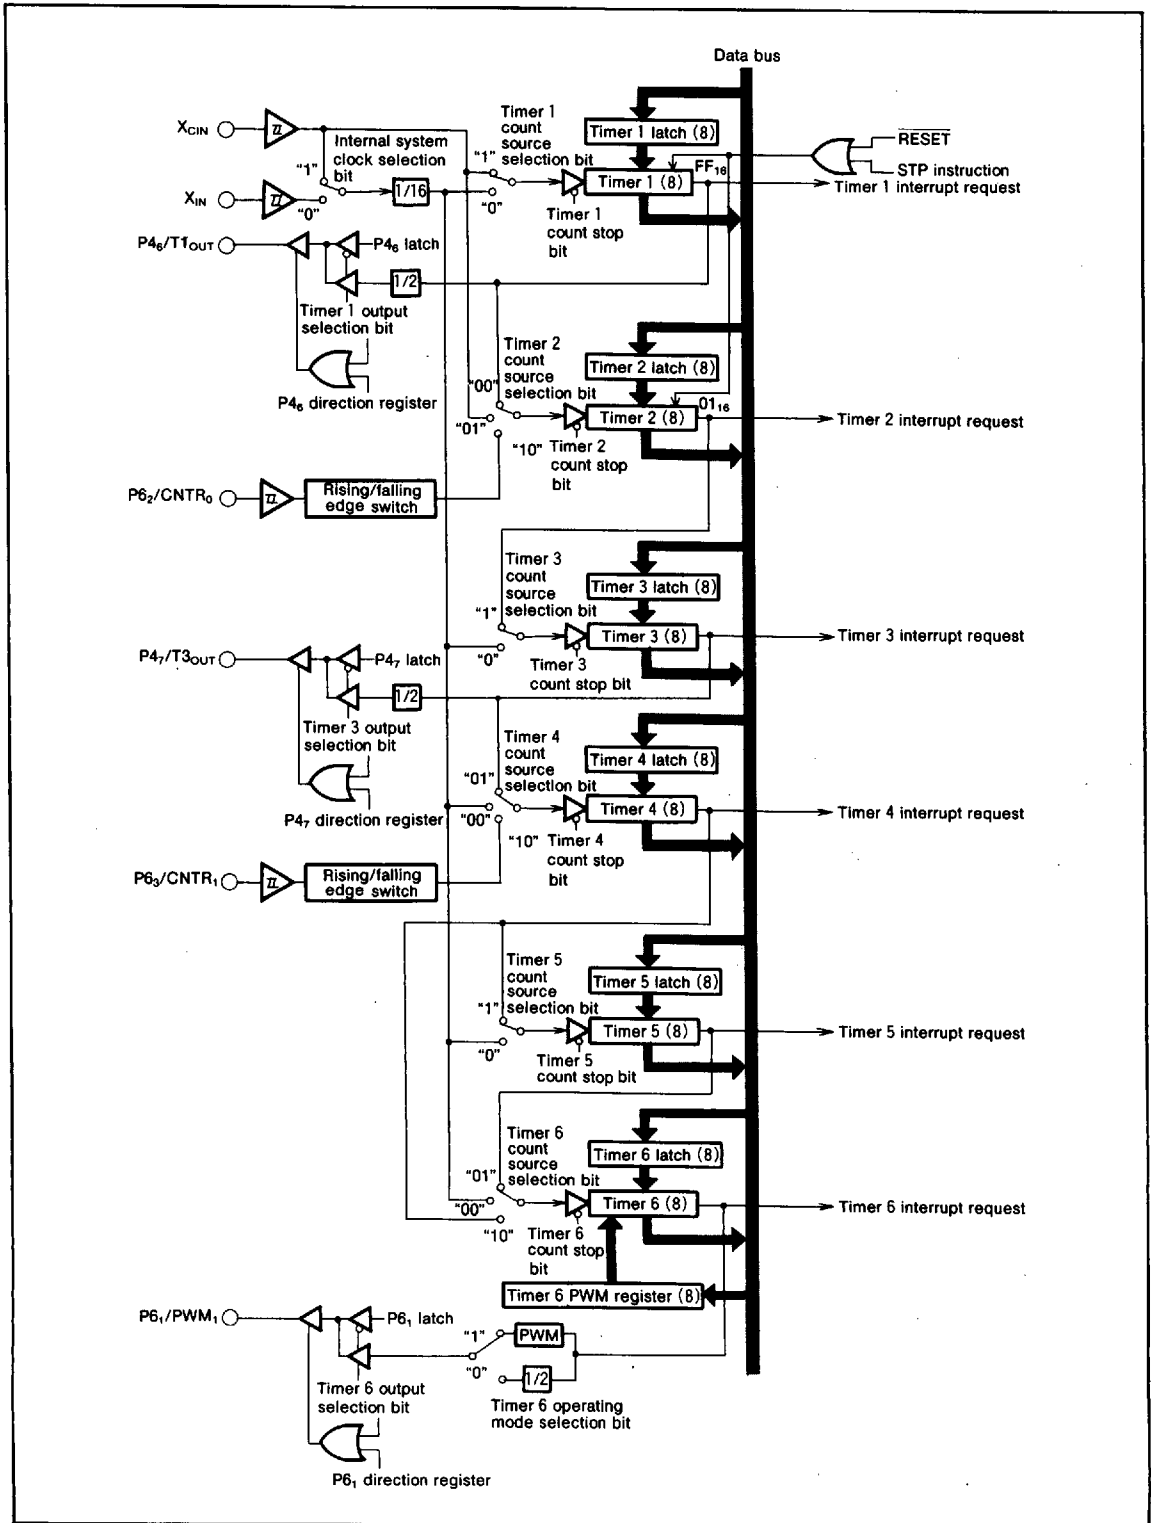 Data bus
XCIN
"1"
Internal system
clock selection
bit
XIN
"0"
1/16
Timer 1
count
source
selection bit
"1"
"0"
Timer 1 latch (8)
Timer 1 (8)
FF16
RESET
STP instruction
Timer 1 interrupt request
Timer 1
count stop
bit
P46/T1OUT
P46 latch
1/2
Timer 1 output
selection bit
P46 direction register
Timer 2
count
source
selection bit
"00"
"01"
"10"
Timer 2 latch (8)
Timer 2 (8)
0116
Timer 2 interrupt request
Timer 2
count stop
bit
P62/CNTR0
Rising/falling
edge switch
Timer 3
count
source
selection bit
"1"
"0"
Timer 3 latch (8)
Timer 3 (8)
Timer 3 interrupt request
Timer 3
count stop bit
P47/T3OUT
P47 latch
1/2
Timer 3 output
selection bit
P47 direction register
Timer 4
count
source
selection bit
"01"
"00"
"10"
Timer 4 latch (8)
Timer 4 (8)
Timer 4 interrupt request
Timer 4
count stop
bit
P63/CNTR1
Rising/falling
edge switch
Timer 5
count
source
selection bit
"1"
"0"
Timer 5 latch (8)
Timer 5 (8)
Timer 5 interrupt request
Timer 5
count stop bit
Timer 6
count
source
selection bit
"01"
"00"
"10"
Timer 6 latch (8)
Timer 6 (8)
Timer 6 interrupt request
Timer 6
count stop
bit
Timer 6 PWM register (8)
P61/PWM1
P61 latch
"1"
PWM
"0"
1/2
Timer 6 output
selection bit
Timer 6 operating
mode selection bit
P61 direction register